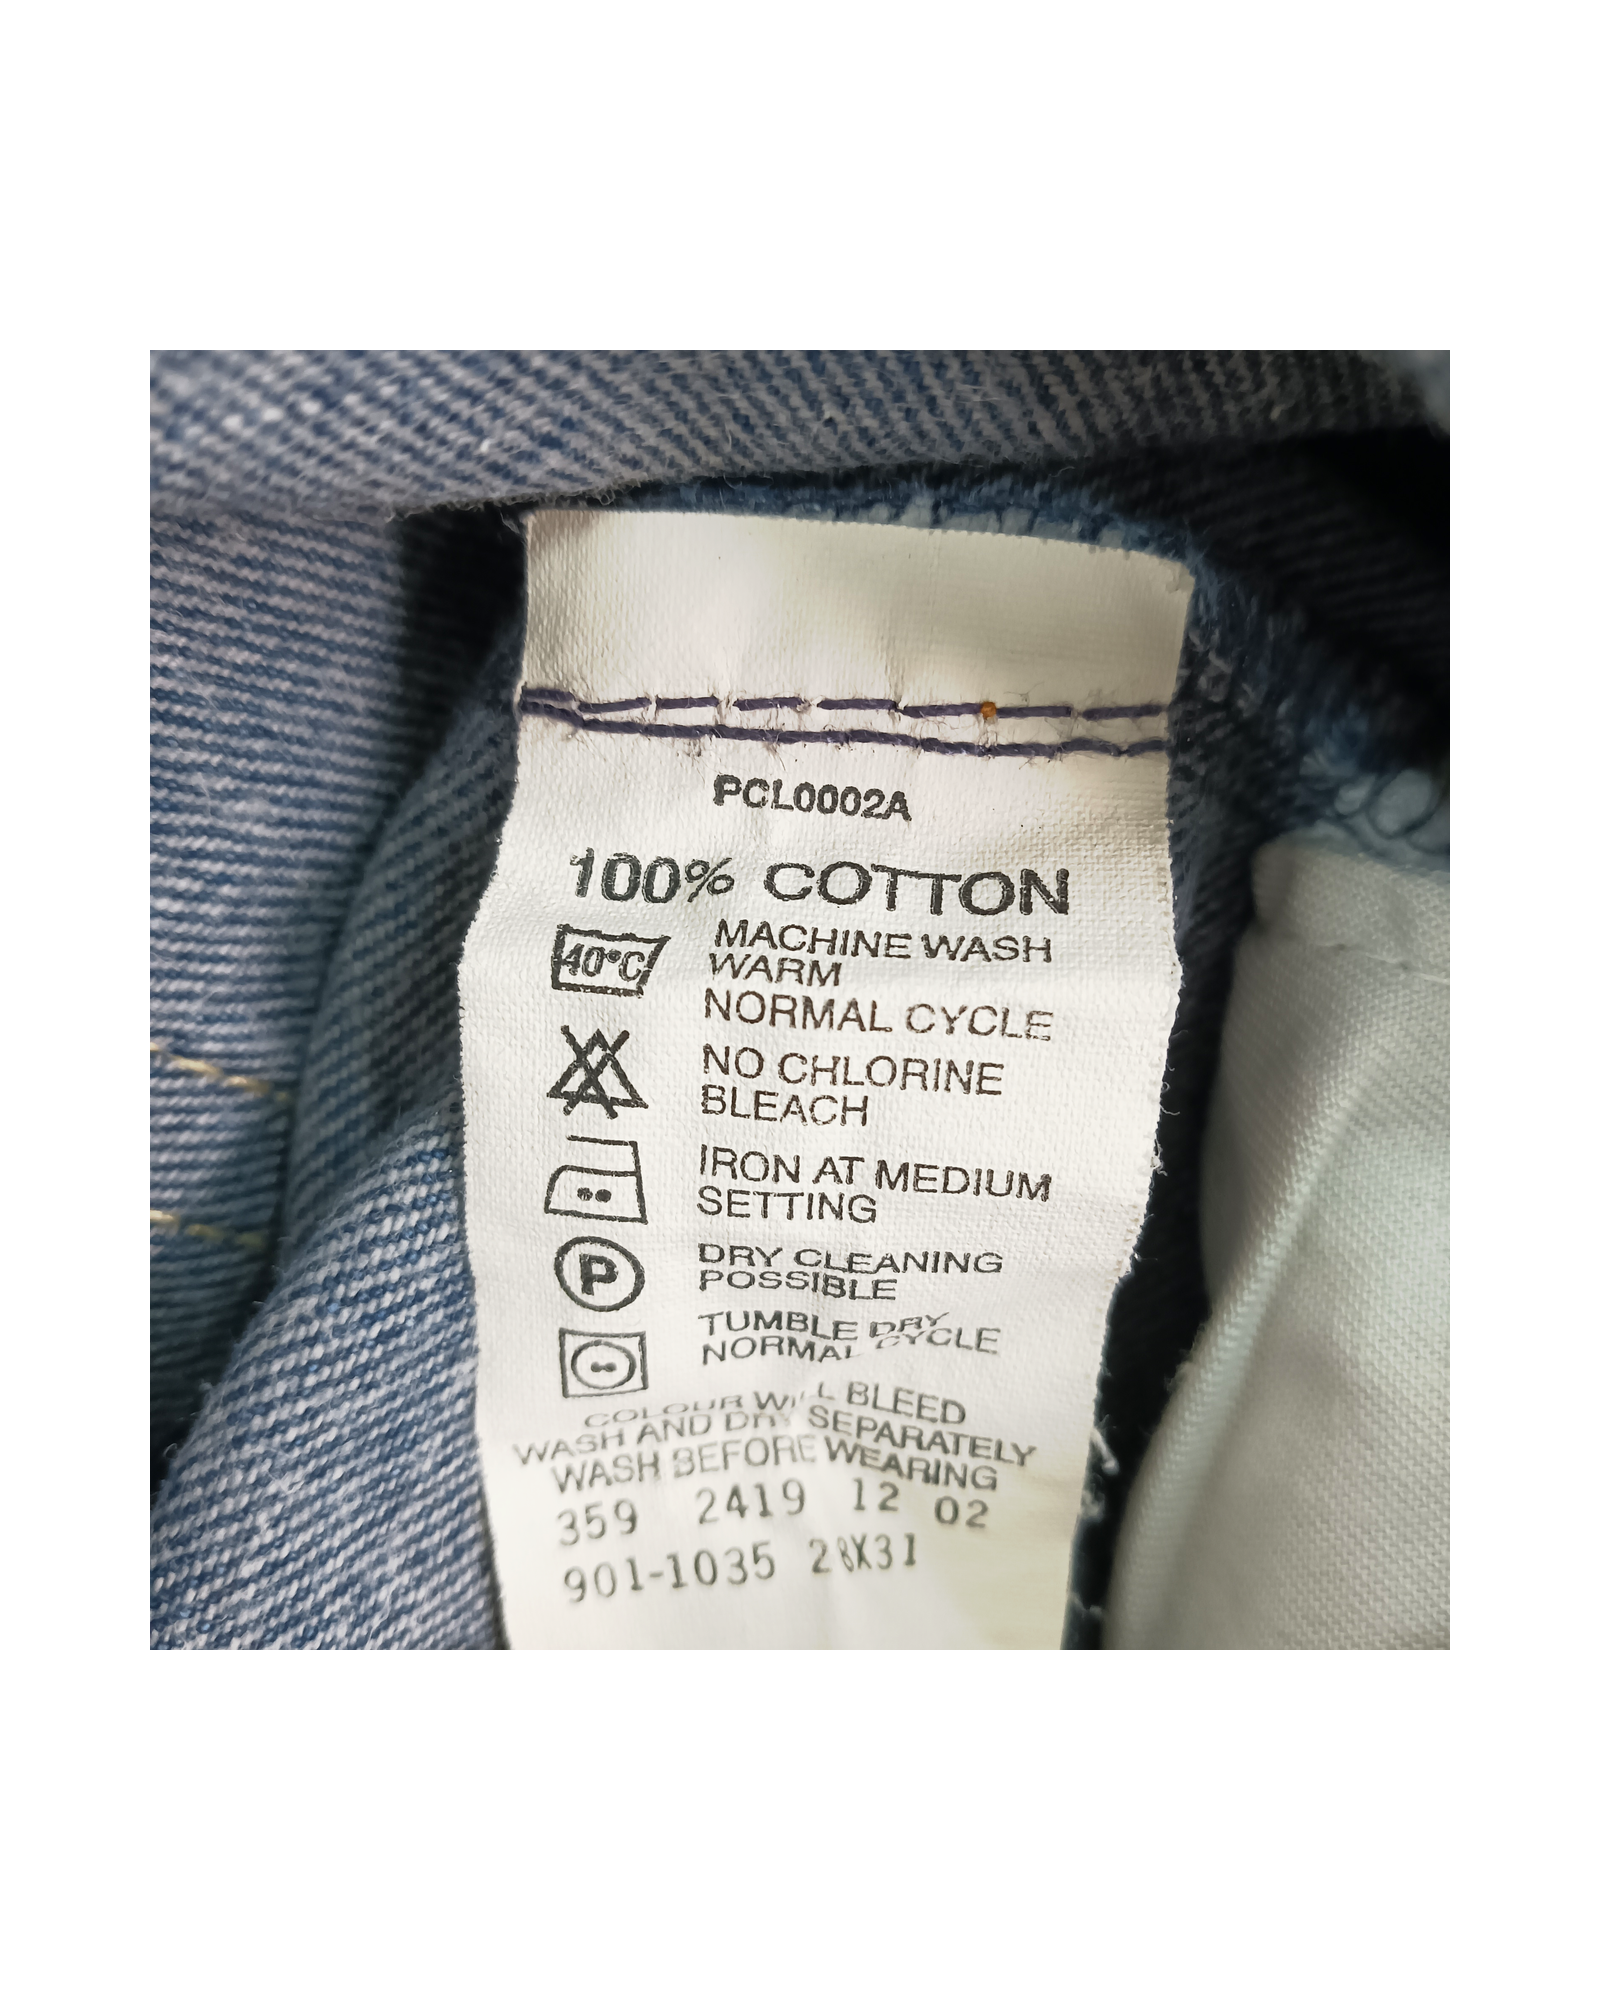 PCL0002A
100% COTTON
40°C
MACHINE WASH
WARM
NORMAL CYCLE
NO CHLORINE
BLEACH
IRON AT MEDIUM
SETTING
P
DRY CLEANING
POSSIBLE
TUMBLE DRY
NORMAL CYCLE
COLOUR WILL BLEED
WASH AND DRY SEPARATELY
WASH BEFORE WEARING
359 2419 12 02
901-1035 28X31